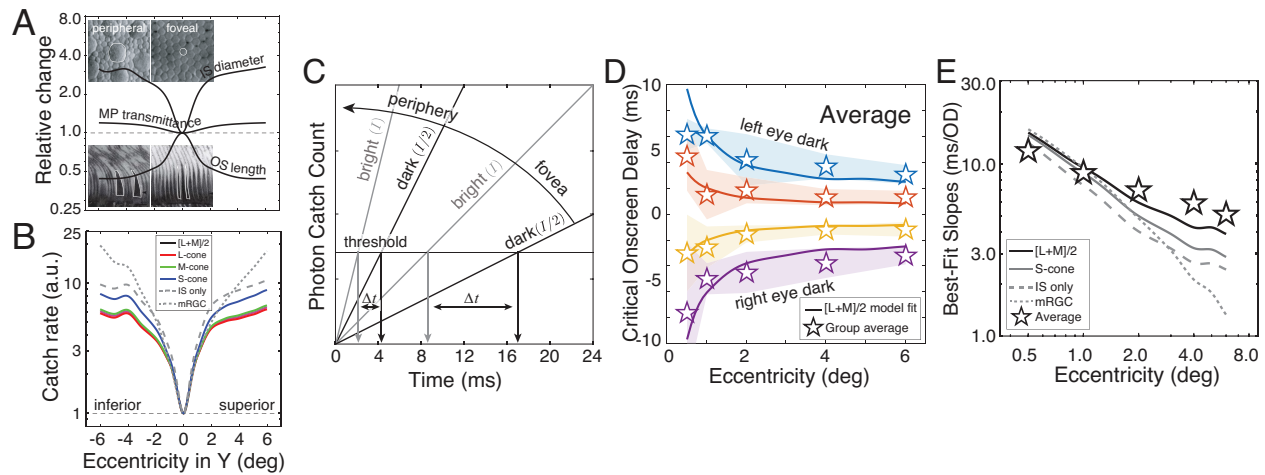 A
Relative change
8.0
4.0
2.0
1.0
0.5
0.25
peripheral
foveal
IS diameter
MP transmittance
OS length
B
Catch rate (a.u.)
25
10
3
1
[L+M]/2
L-cone
M-cone
S-cone
IS only
mRGC
inferior
superior
-6 -4 -2 0 2 4 6
Eccentricity in Y (deg)
C
Photon Catch Count
periphery
fovea
bright (I)
dark (I/2)
bright (I)
dark (I/2)
threshold
Δt
Δt
0 4 8 12 16 20 24
Time (ms)
D
Critical Onscreen Delay (ms)
10
5
0
-5
-10
Average
left eye dark
right eye dark
[L+M]/2 model fit
Group average
0 1 2 3 4 5 6
Eccentricity (deg)
E
Best-Fit Slopes (ms/OD)
30.0
10.0
3.0
1.0
[L+M]/2
S-cone
IS only
mRGC
Average
0.5 1.0 2.0 4.0 8.0
Eccentricity (deg)